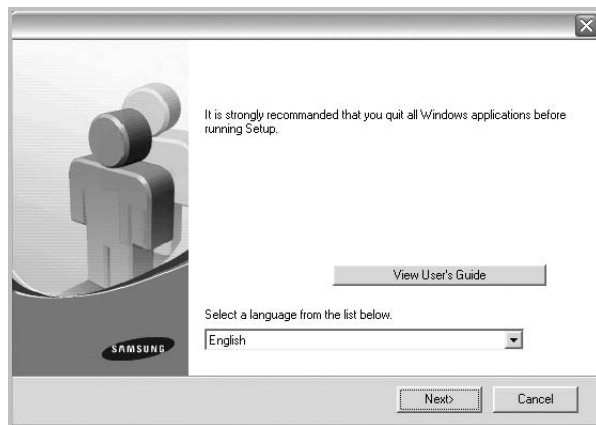 It is strongly recommanded that you quit all Windows applications before
running Setup.
View User's Guide
Select a language from the list below.
English
SAMSUNG
Next>
Cancel